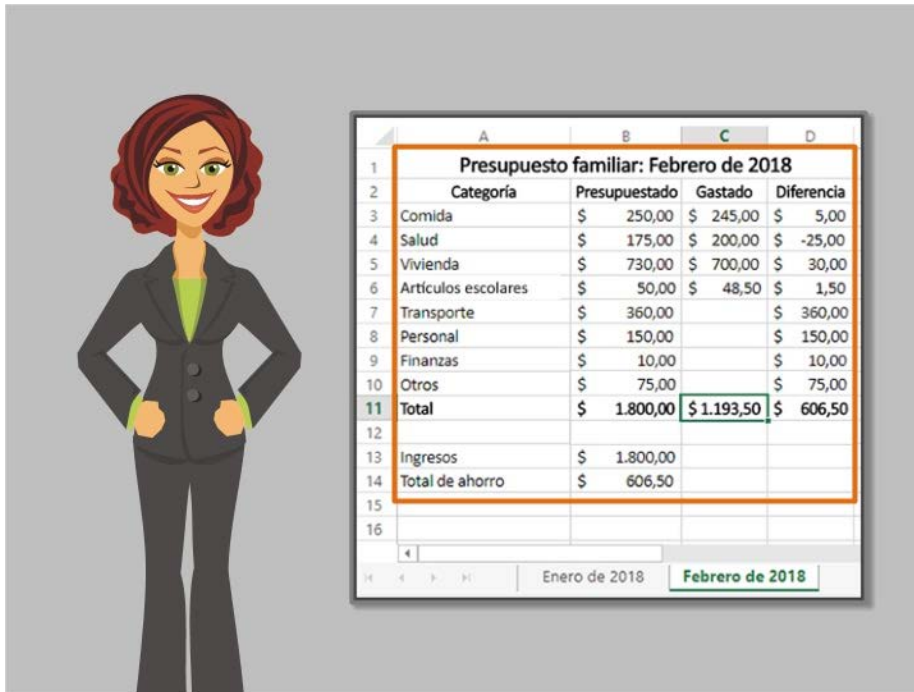 A B C D
1 Presupuesto familiar: Febrero de 2018
2 Categoría Presupuestado Gastado Diferencia
3 Comida $ 250,00 $ 245,00 $ 5,00
4 Salud $ 175,00 $ 200,00 $ -25,00
5 Vivienda $ 730,00 $ 700,00 $ 30,00
6 Artículos escolares $ 50,00 $ 48,50 $ 1,50
7 Transporte $ 360,00 $ 360,00
8 Personal $ 150,00 $ 150,00
9 Finanzas $ 10,00 $ 10,00
10 Otros $ 75,00 $ 75,00
11 Total $ 1.800,00 $ 1.193,50 $ 606,50
12
13 Ingresos $ 1.800,00
14 Total de ahorro $ 606,50
15
16
Enero de 2018 Febrero de 2018